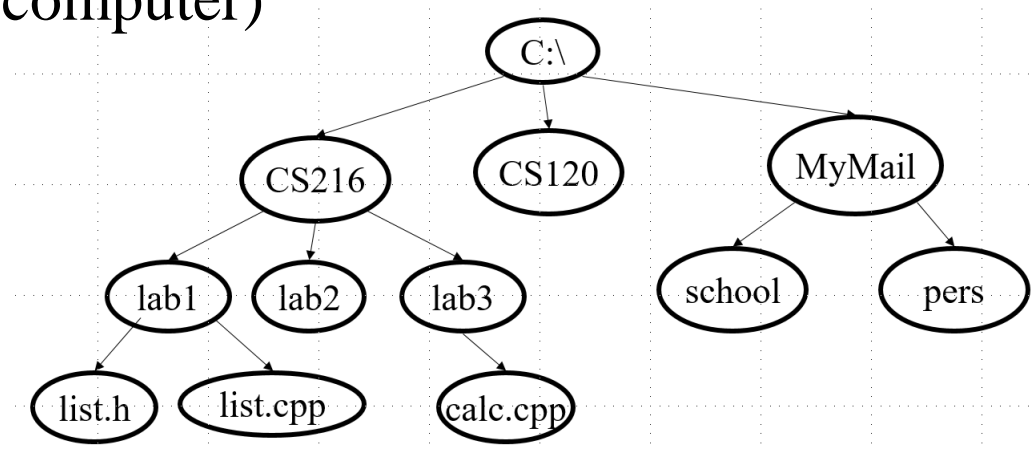 computer)
C:\
CS216
CS120
MyMail
lab1
lab2
lab3
school
pers
list.h
list.cpp
calc.cpp